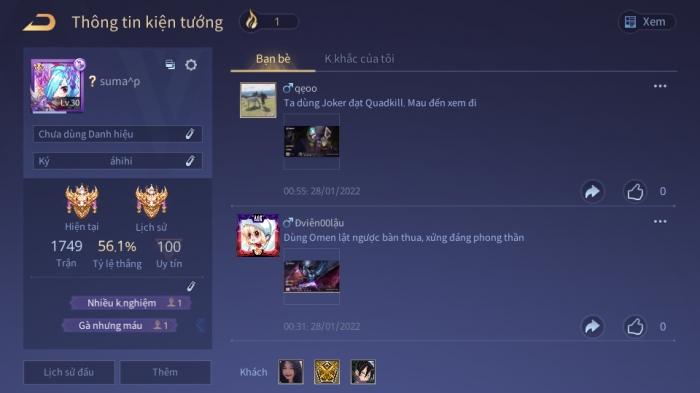 Thông tin kiện tướng
1
Xem
Lv.30
? suma^p
Chưa dùng Danh hiệu
Ký áhihi
Hiện tại
Lịch sử
1749
56.1%
100
Trận
Tỷ lệ thắng
Uy tín
Nhiều k.nghiệm 1
Gà nhưng máu 1
Lịch sử đấu
Thêm
Bạn bè
K.khắc của tôi
qẹoo
Ta dùng Joker đạt Quadkill. Mau đến xem đi
00:55: 28/01/2022
0
Đviên00lậu
Dùng Omen lật ngược bàn thua, xứng đáng phong thần
00:31: 28/01/2022
0
Khách